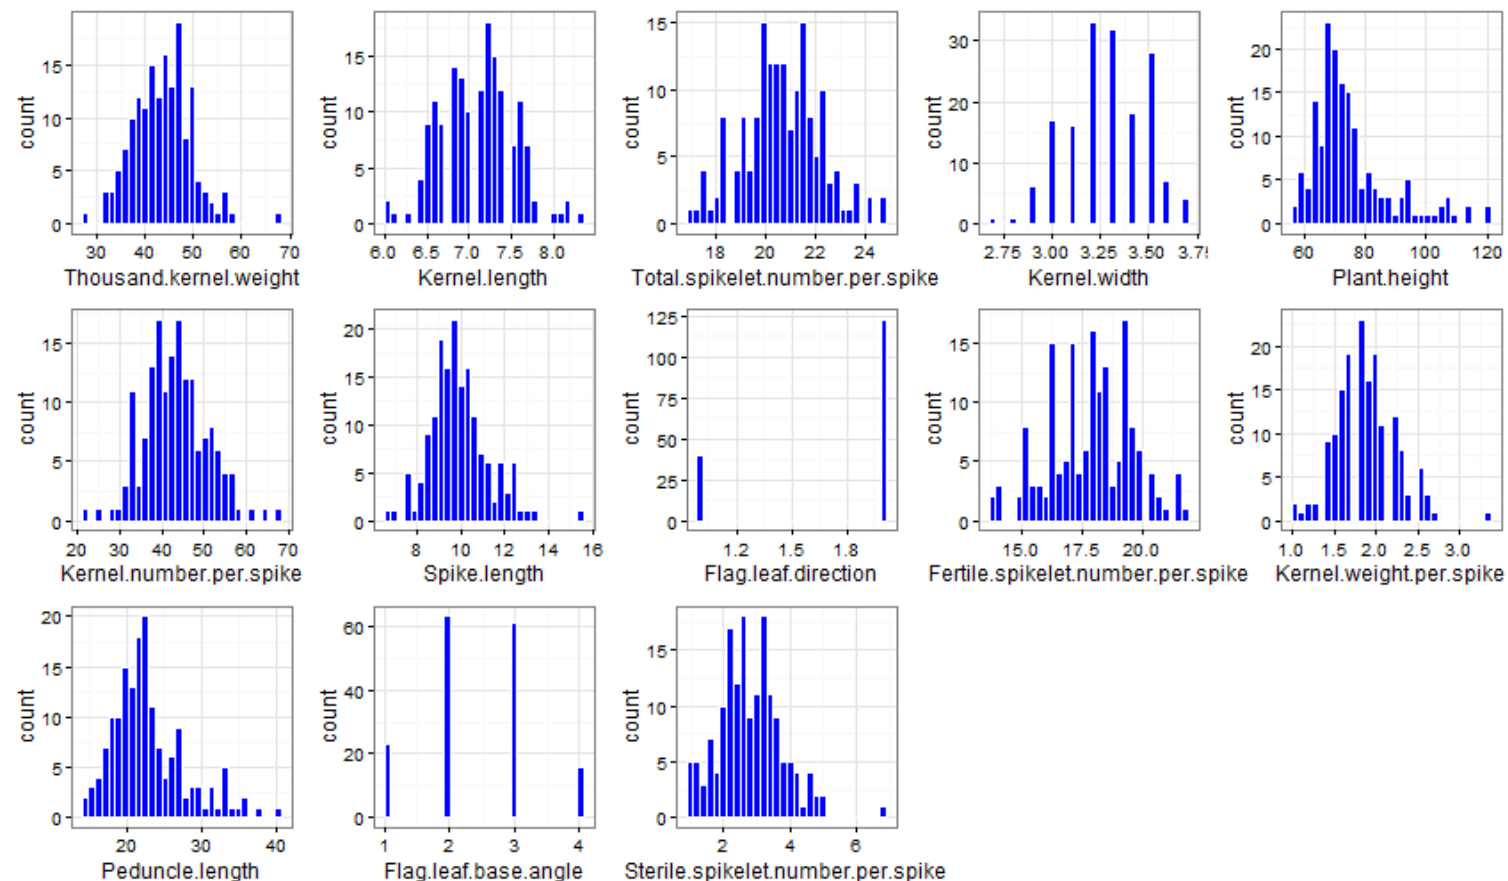 count
15
10
5
0
30 40 50 60 70
Thousand.kernel.weight
count
15
10
5
0
6.0 6.5 7.0 7.5 8.0
Kernel.length
count
15
10
5
0
18 20 22 24
Total.spikelet.number.per.spike
count
30
20
10
0
2.75 3.00 3.25 3.50 3.75
Kernel.width
count
20
15
10
5
0
60 80 100 120
Plant.height
count
15
10
5
0
20 30 40 50 60 70
Kernel.number.per.spike
count
20
15
10
5
0
8 10 12 14 16
Spike.length
count
125
100
75
50
25
0
1.2 1.5 1.8
Flag.leaf.direction
count
15
10
5
0
15.0 17.5 20.0
Fertile.spikelet.number.per.spike
count
20
15
10
5
0
1.0 1.5 2.0 2.5 3.0
Kernel.weight.per.spike
count
20
15
10
5
0
20 30 40
Peduncle.length
count
60
40
20
0
1 2 3 4
Flag.leaf.base.angle
count
15
10
5
0
2 4 6
Sterile.spikelet.number.per.spike